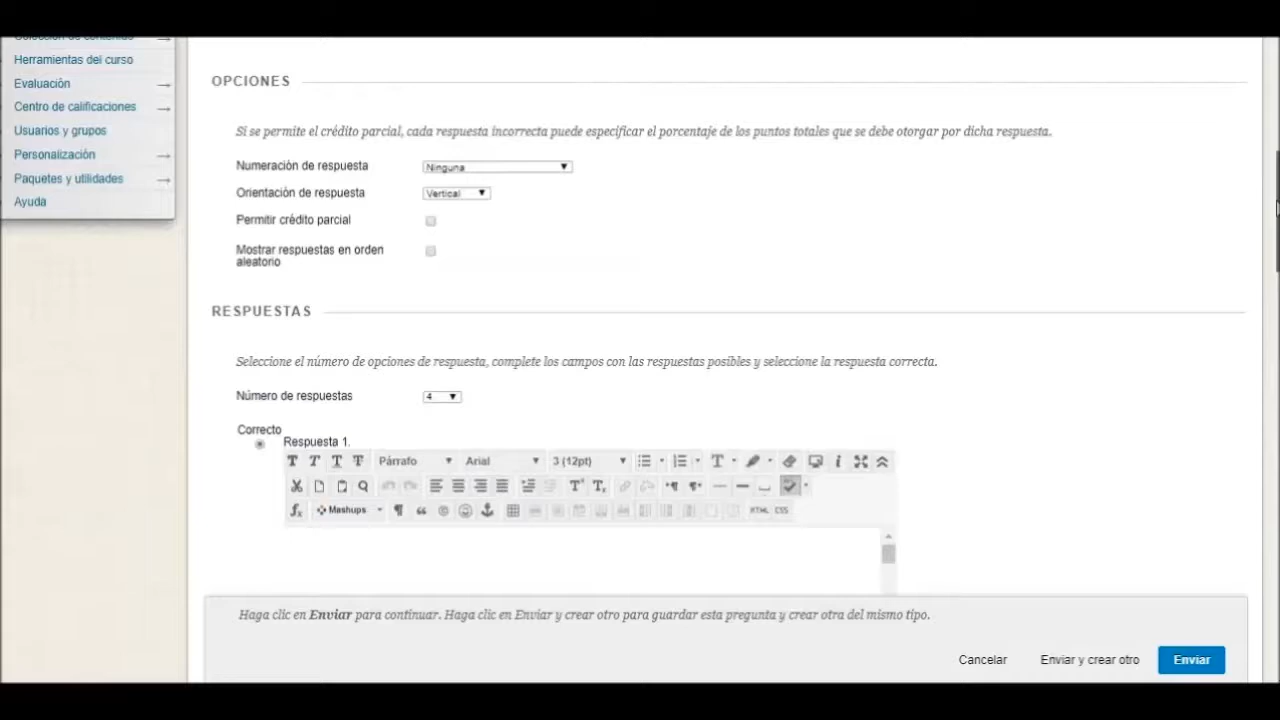 Selección de contenido
Herramientas del curso
Evaluación
Centro de calificaciones
Usuarios y grupos
Personalización
Paquetes y utilidades
Ayuda
OPCIONES
Si se permite el crédito parcial, cada respuesta incorrecta puede especificar el porcentaje de los puntos totales que se debe otorgar por dicha respuesta.
Numeración de respuesta Ninguna
Orientación de respuesta Vertical
Permitir crédito parcial
Mostrar respuestas en orden
aleatorio
RESPUESTAS
Seleccione el número de opciones de respuesta, complete los campos con las respuestas posibles y seleccione la respuesta correcta.
Número de respuestas 4
Correcto
Respuesta 1.
T T T T Párrafo Arial 3 (12pt) T i
T T
fx Mashups HTML CSS
Haga clic en Enviar para continuar. Haga clic en Enviar y crear otro para guardar esta pregunta y crear otra del mismo tipo.
Cancelar Enviar y crear otro Enviar